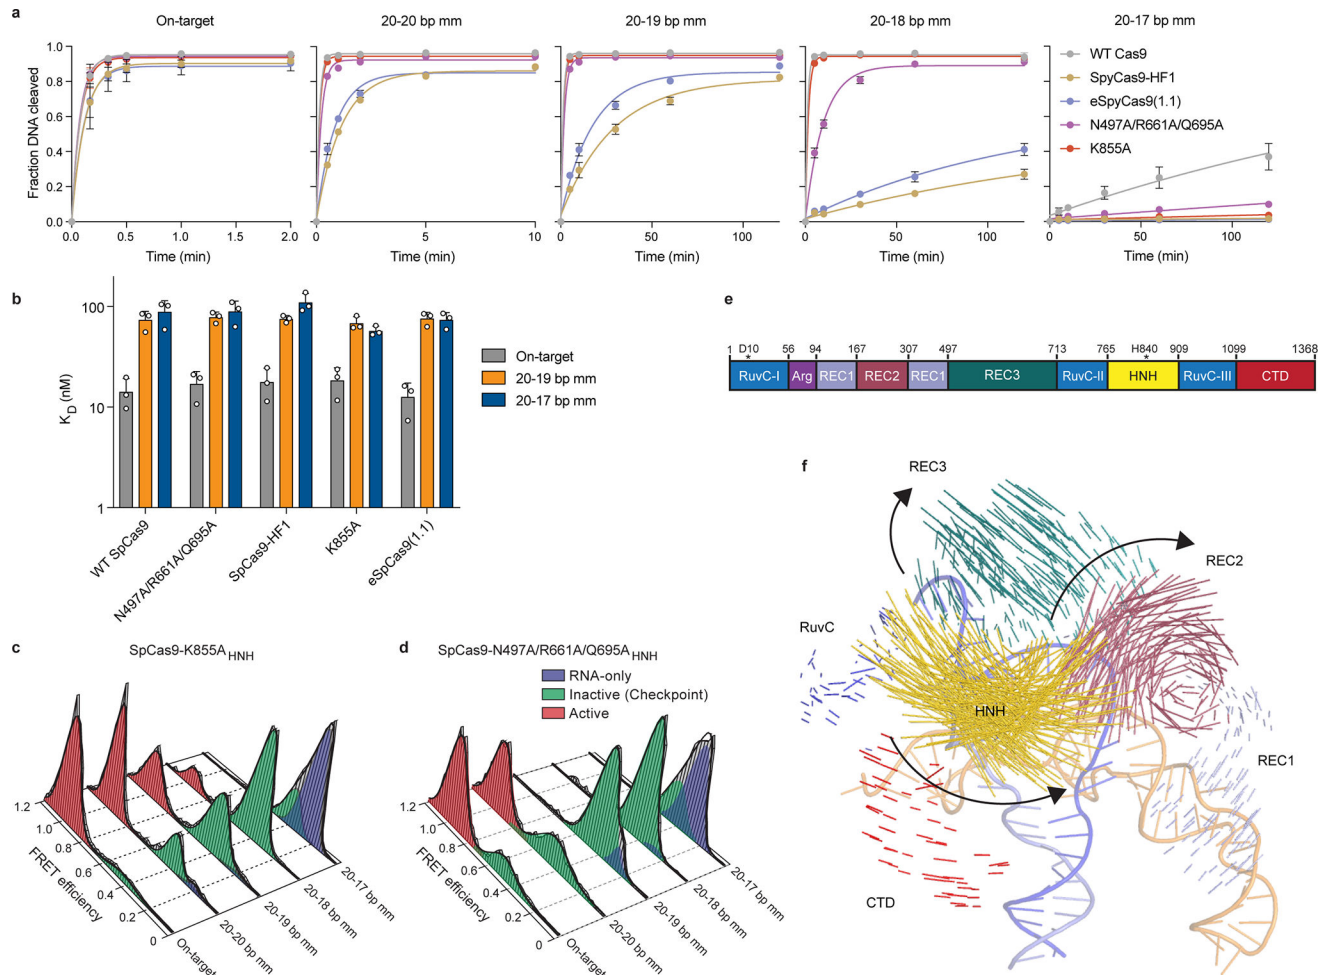 a
On-target
20-20 bp mm
20-19 bp mm
20-18 bp mm
20-17 bp mm
Fraction DNA cleaved
1.0
0.8
0.6
0.4
0.2
0.0
0.0 0.5 1.0 1.5 2.0
0 5 10
0 50 100
0 50 100
0 50 100
Time (min)
Time (min)
Time (min)
Time (min)
Time (min)
WT Cas9
SpyCas9-HF1
eSpyCas9(1.1)
N497A/R661A/Q695A
K855A
b
KD (nM)
100
10
1
WT SpCas9
N497A/R661A/Q695A
SpCas9-HF1
K855A
eSpCas9(1.1)
On-target
20-19 bp mm
20-17 bp mm
e
1 D10 56 94 167 307 497 713 765 H840 909 1099 1368
* *
RuvC-I Arg REC1 REC2 REC1 REC3 RuvC-II HNH RuvC-III CTD
c
SpCas9-K855A HNH
1.2
1.0
0.8
0.6
0.4
0.2
0
FRET efficiency
On-target
20-20 bp mm
20-19 bp mm
20-18 bp mm
20-17 bp mm
d
SpCas9-N497A/R661A/Q695A HNH
RNA-only
Inactive (Checkpoint)
Active
1.2
1.0
0.8
0.6
0.4
0.2
0
FRET efficiency
On-target
20-20 bp mm
20-19 bp mm
20-18 bp mm
20-17 bp mm
f
REC3
REC2
RuvC
HNH
REC1
CTD